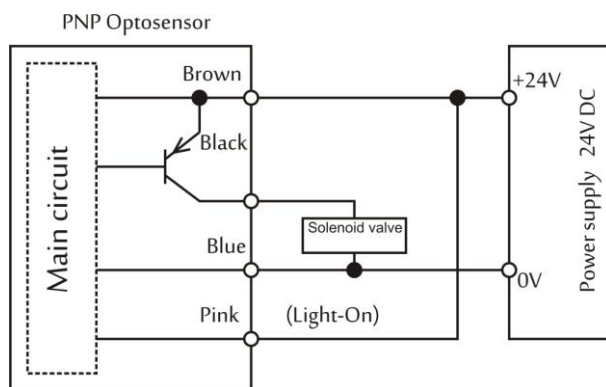 PNP Optosensor
Brown
+24V
Black
Main circuit
Solenoid valve
Power supply 24V DC
Blue
0V
Pink
(Light-On)